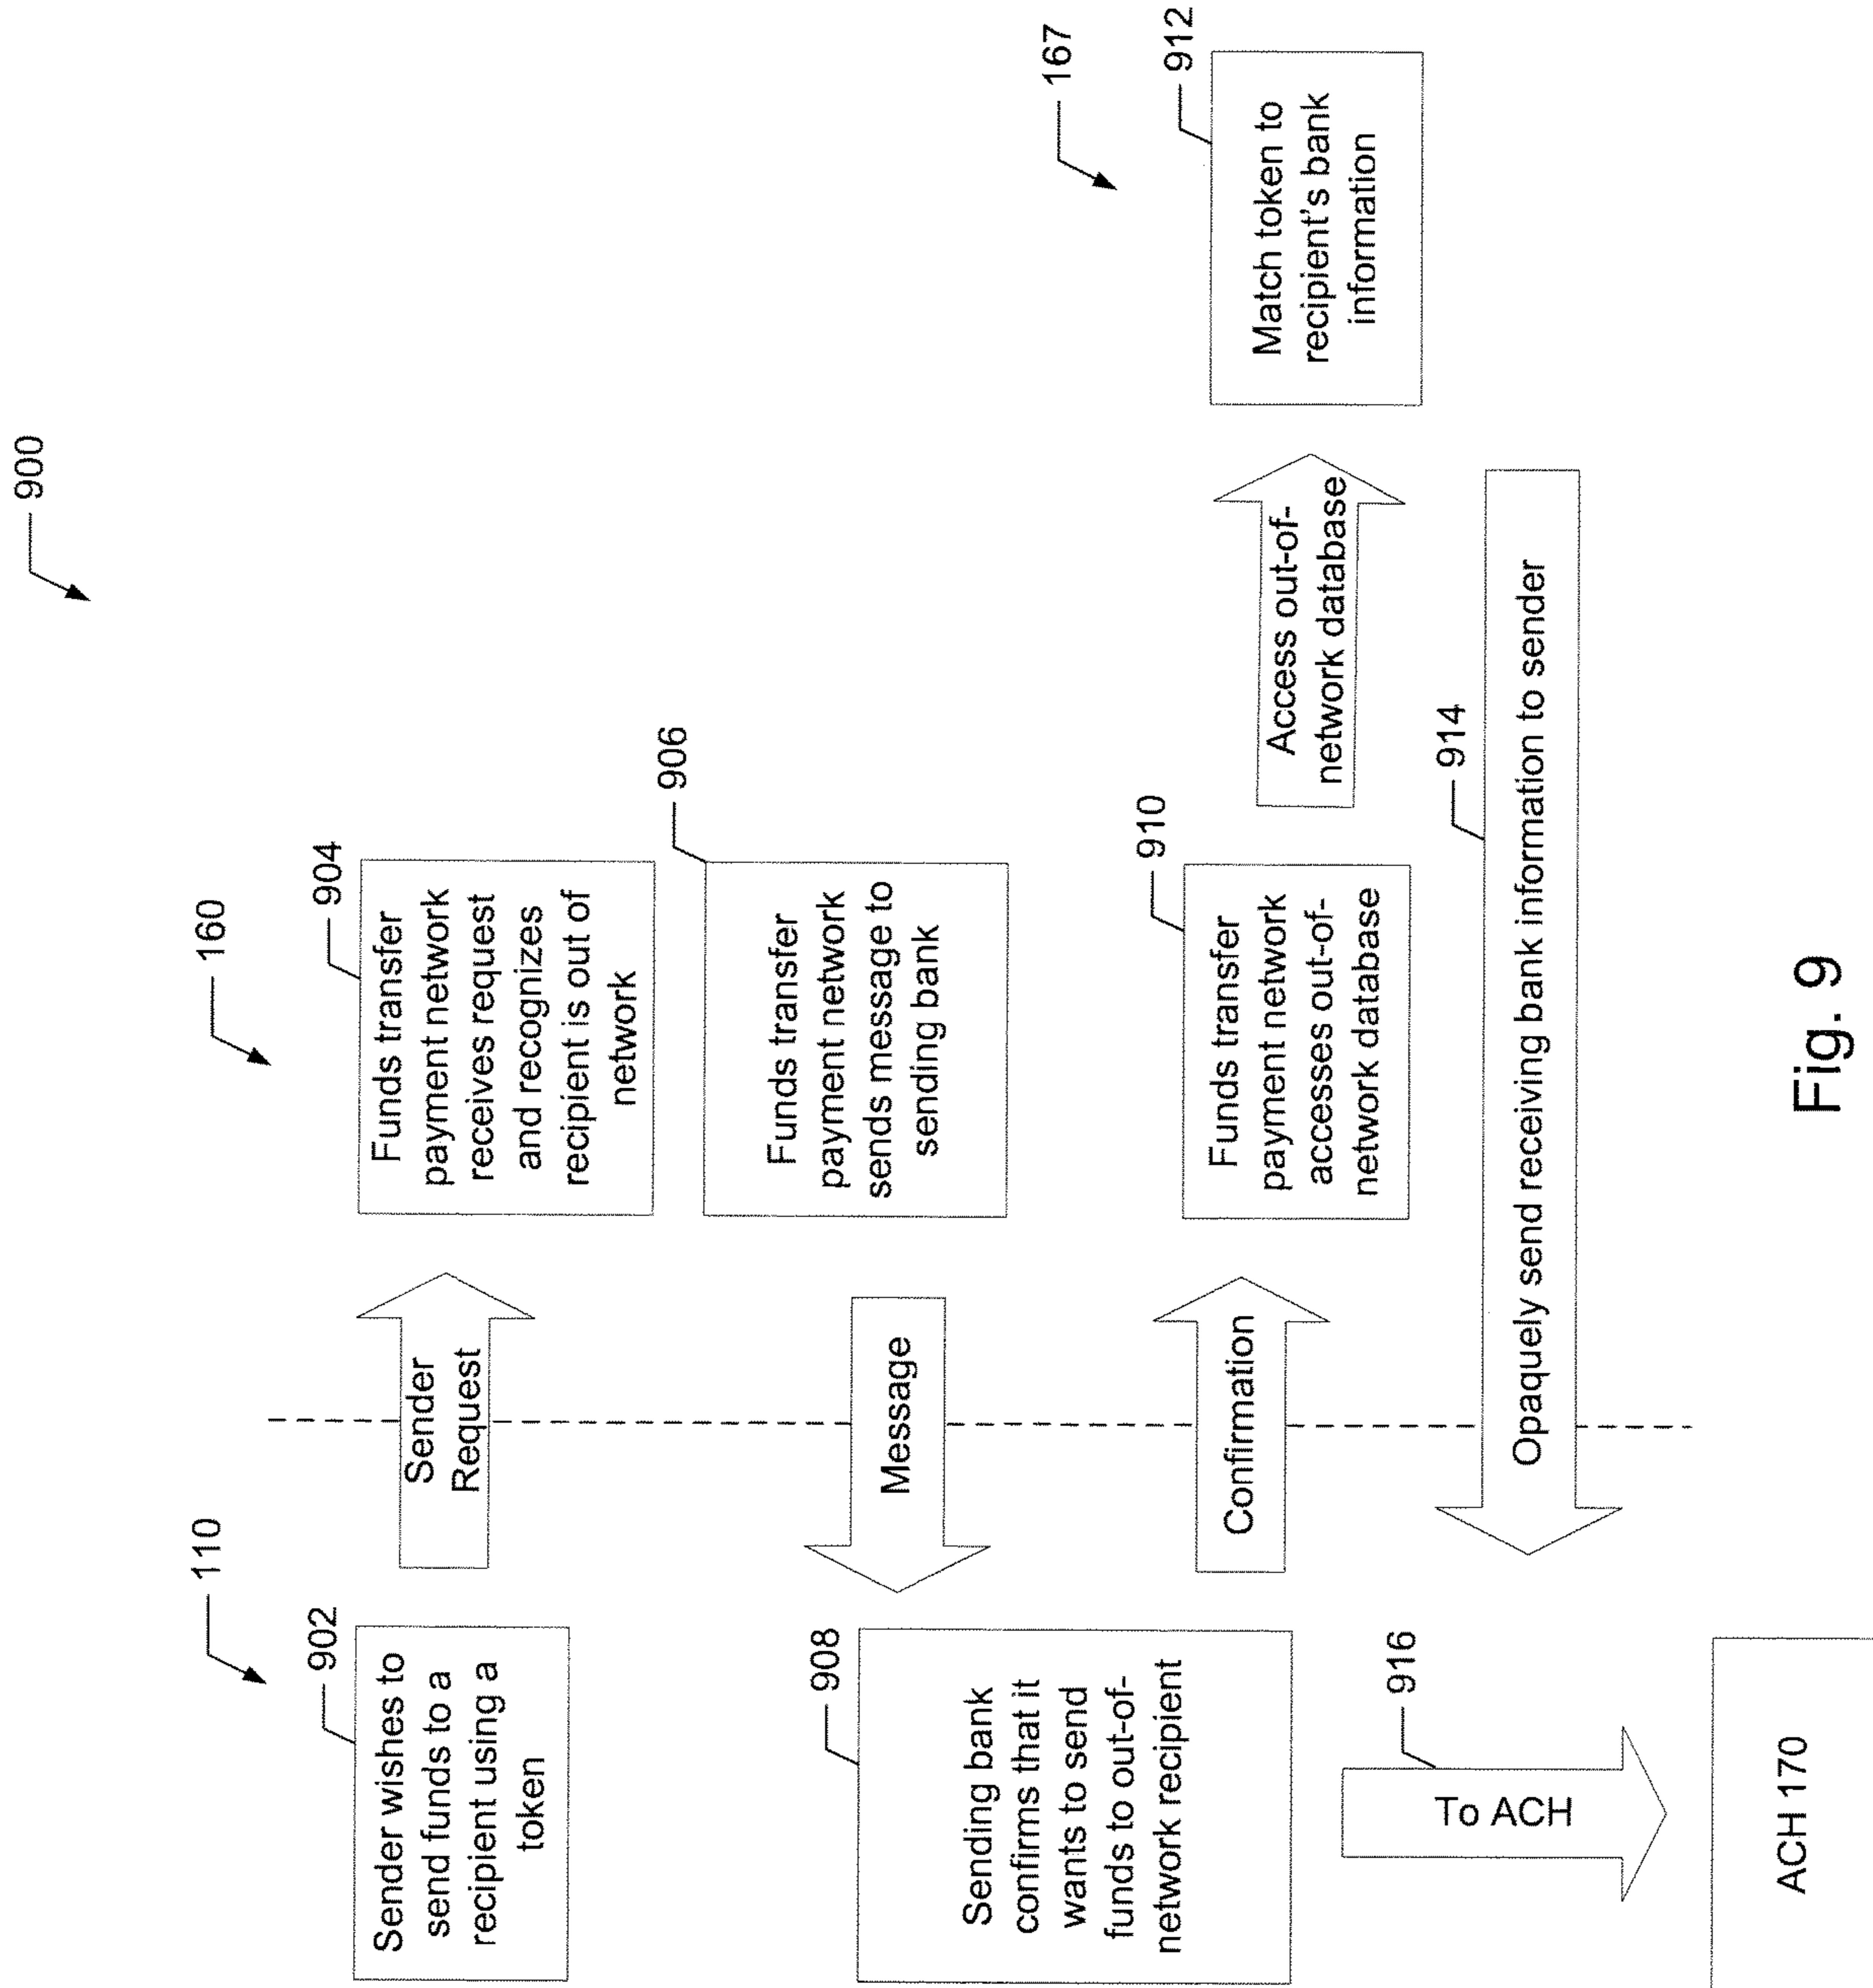 900
110
160
167
902
Sender wishes to
send funds to a
recipient using a
token
Sender
Request
904
Funds transfer
payment network
receives request
and recognizes
recipient is out of
network
906
Funds transfer
payment network
sends message to
sending bank
Message
908
Sending bank
confirms that it
wants to send
funds to out-of-
network recipient
Confirmation
910
Funds transfer
payment network
accesses out-of-
network database
Access out-of-
network database
912
Match token to
recipient's bank
information
914
Opaquely send receiving bank information to sender
916
To ACH
ACH 170
Fig. 9